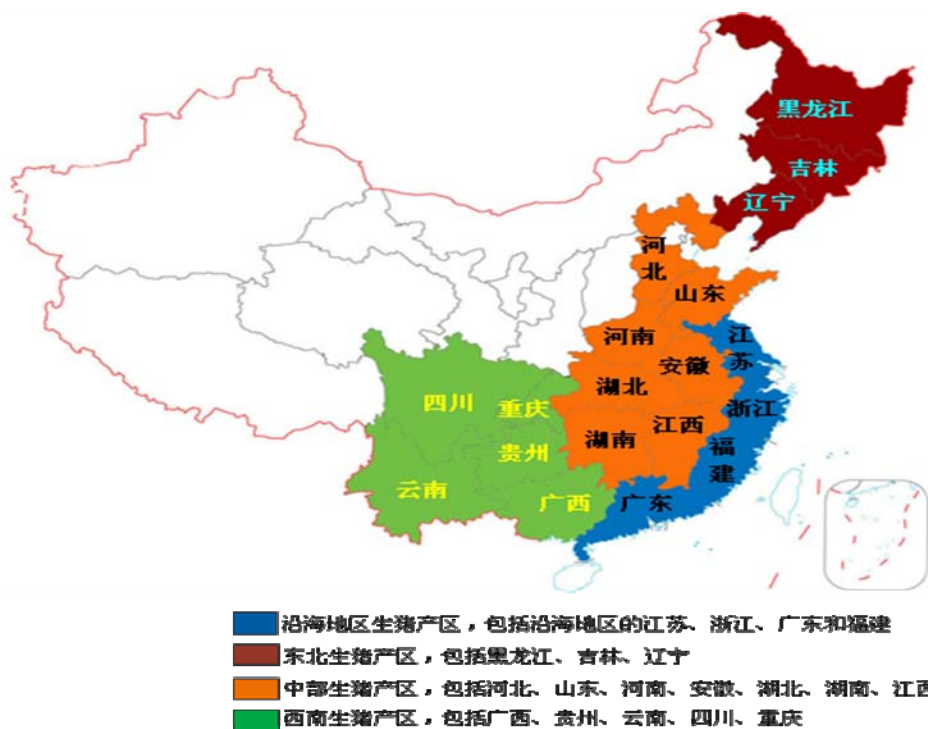 黑龙江
吉林
辽宁
河北
山东
河南
江苏
安徽
湖北
浙江
四川
重庆
湖南
江西
贵州
福建
云南
广西
广东
沿海地区生猪产区，包括沿海地区的江苏、浙江、广东和福建
东北生猪产区，包括黑龙江、吉林、辽宁
中部生猪产区，包括河北、山东、河南、安徽、湖北、湖南、江西
西南生猪产区，包括广西、贵州、云南、四川、重庆